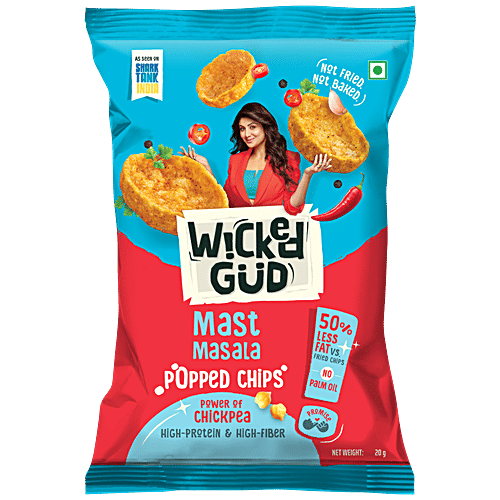 AS SEEN ON
SHARK
TANK
INDIA
NOT FRIED,
NOT BAKED.
WiCKed
GÜD
Mast
Masala
POPPED CHIPS
POWER OF
CHICKPEA
HIGH-PROTEIN & HIGH-FIBER
50%
LESS
FAT VS.
FRIED CHIPS
NO
PALM OIL
PROMISE
NET WEIGHT: 20 g